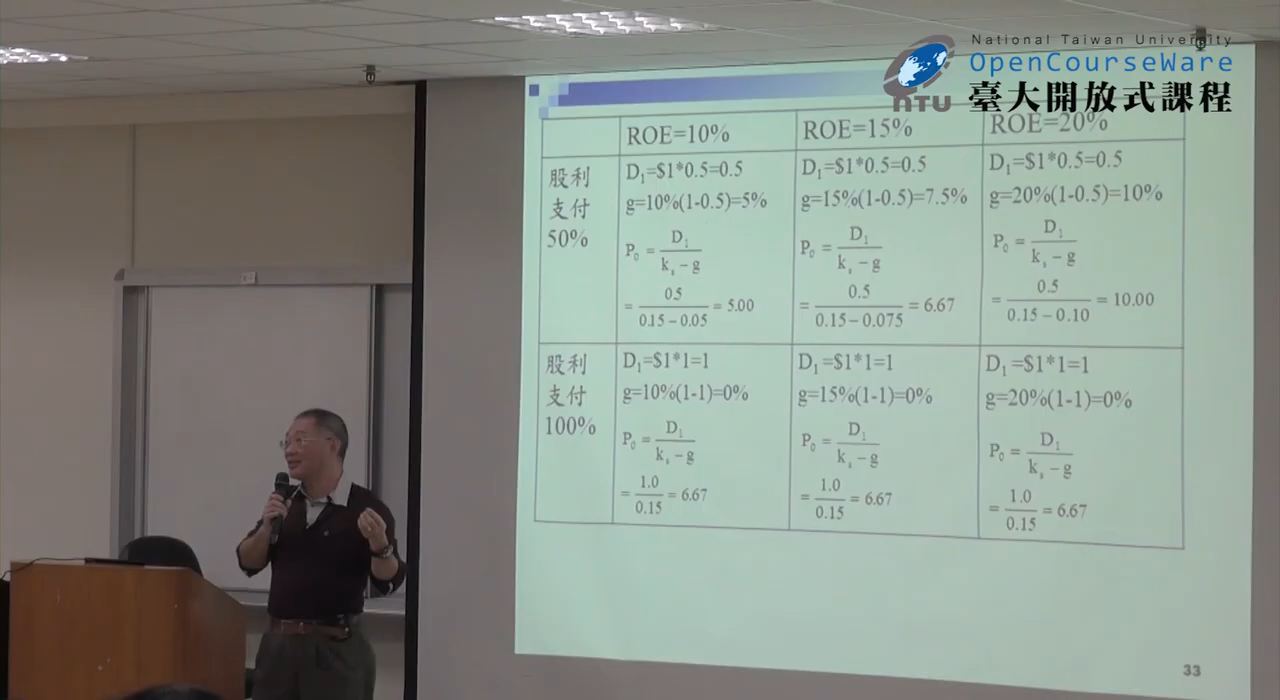 National Taiwan University
OpenCourseWare
NTU
臺大開放式課程
ROE=10%
ROE=15%
ROE=20%
股利
支付
50%
D₁=$1*0.5=0.5
g=10%(1-0.5)=5%
P₀ = D₁ / (kₛ − g)
= 0.5 / (0.15 − 0.05) = 5.00
D₁=$1*0.5=0.5
g=15%(1-0.5)=7.5%
P₀ = D₁ / (kₛ − g)
= 0.5 / (0.15 − 0.075) = 6.67
D₁=$1*0.5=0.5
g=20%(1-0.5)=10%
P₀ = D₁ / (kₛ − g)
= 0.5 / (0.15 − 0.10) = 10.00
股利
支付
100%
D₁=$1*1=1
g=10%(1-1)=0%
P₀ = D₁ / (kₛ − g)
= 1.0 / 0.15 = 6.67
D₁=$1*1=1
g=15%(1-1)=0%
P₀ = D₁ / (kₛ − g)
= 1.0 / 0.15 = 6.67
D₁=$1*1=1
g=20%(1-1)=0%
P₀ = D₁ / (kₛ − g)
= 1.0 / 0.15 = 6.67
33